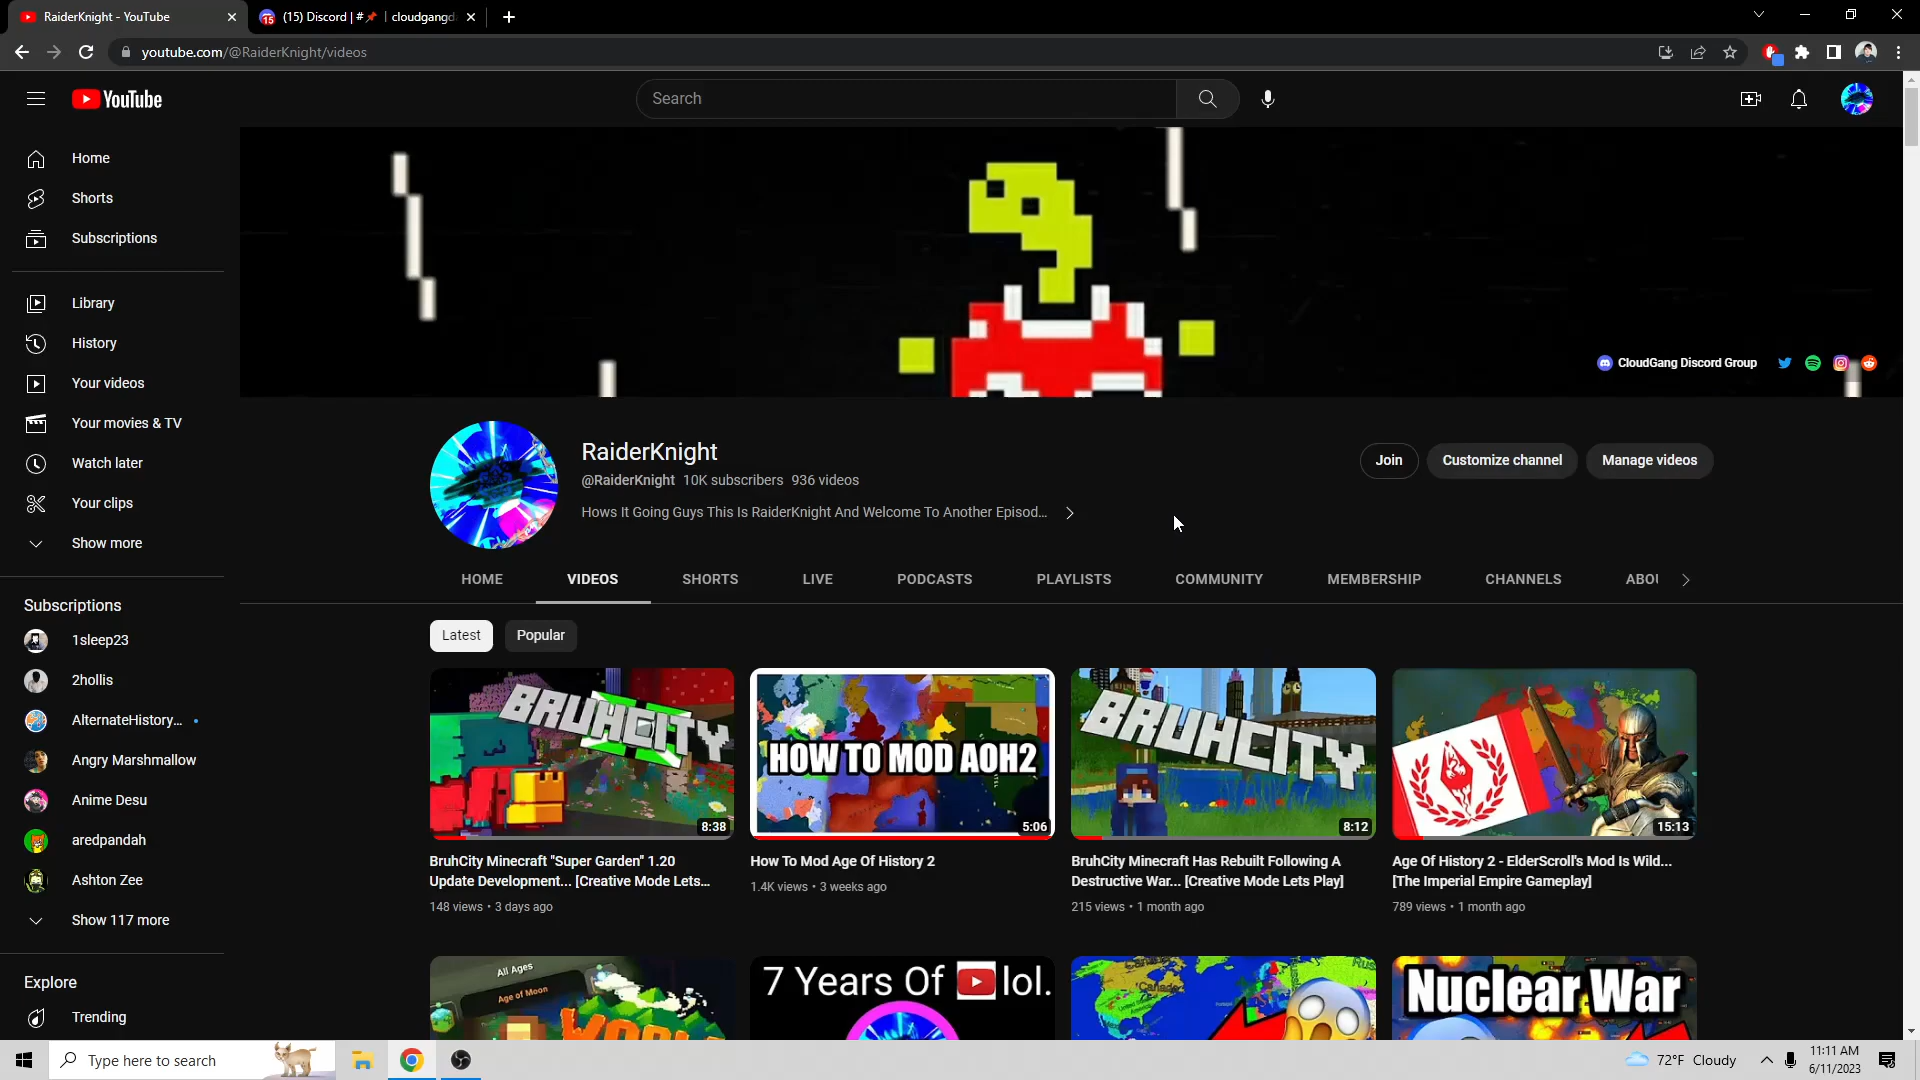 RaiderKnight - YouTube
(15) Discord | #📌 | cloudgangd
youtube.com/@RaiderKnight/videos
YouTube
Search
Home
Shorts
Subscriptions
Library
History
Your videos
Your movies & TV
Watch later
Your clips
Show more
Subscriptions
1sleep23
2hollis
AlternateHistory...
Angry Marshmallow
Anime Desu
aredpandah
Ashton Zee
Show 117 more
Explore
Trending
CloudGang Discord Group
RaiderKnight
@RaiderKnight 10K subscribers 936 videos
Hows It Going Guys This Is RaiderKnight And Welcome To Another Episod...
Join
Customize channel
Manage videos
HOME
VIDEOS
SHORTS
LIVE
PODCASTS
PLAYLISTS
COMMUNITY
MEMBERSHIP
CHANNELS
ABOU
Latest
Popular
BRUHCITY
8:38
BruhCity Minecraft "Super Garden" 1.20
Update Development... [Creative Mode Lets...
148 views • 3 days ago
HOW TO MOD AOH2
5:06
How To Mod Age Of History 2
1.4K views • 3 weeks ago
BRUHCITY
8:12
BruhCity Minecraft Has Rebuilt Following A
Destructive War... [Creative Mode Lets Play]
215 views • 1 month ago
15:13
Age Of History 2 - ElderScroll's Mod Is Wild...
[The Imperial Empire Gameplay]
789 views • 1 month ago
All Ages
Age of Moon
7 Years Of lol.
Canada
Nuclear War
Type here to search
72°F Cloudy
11:11 AM
6/11/2023